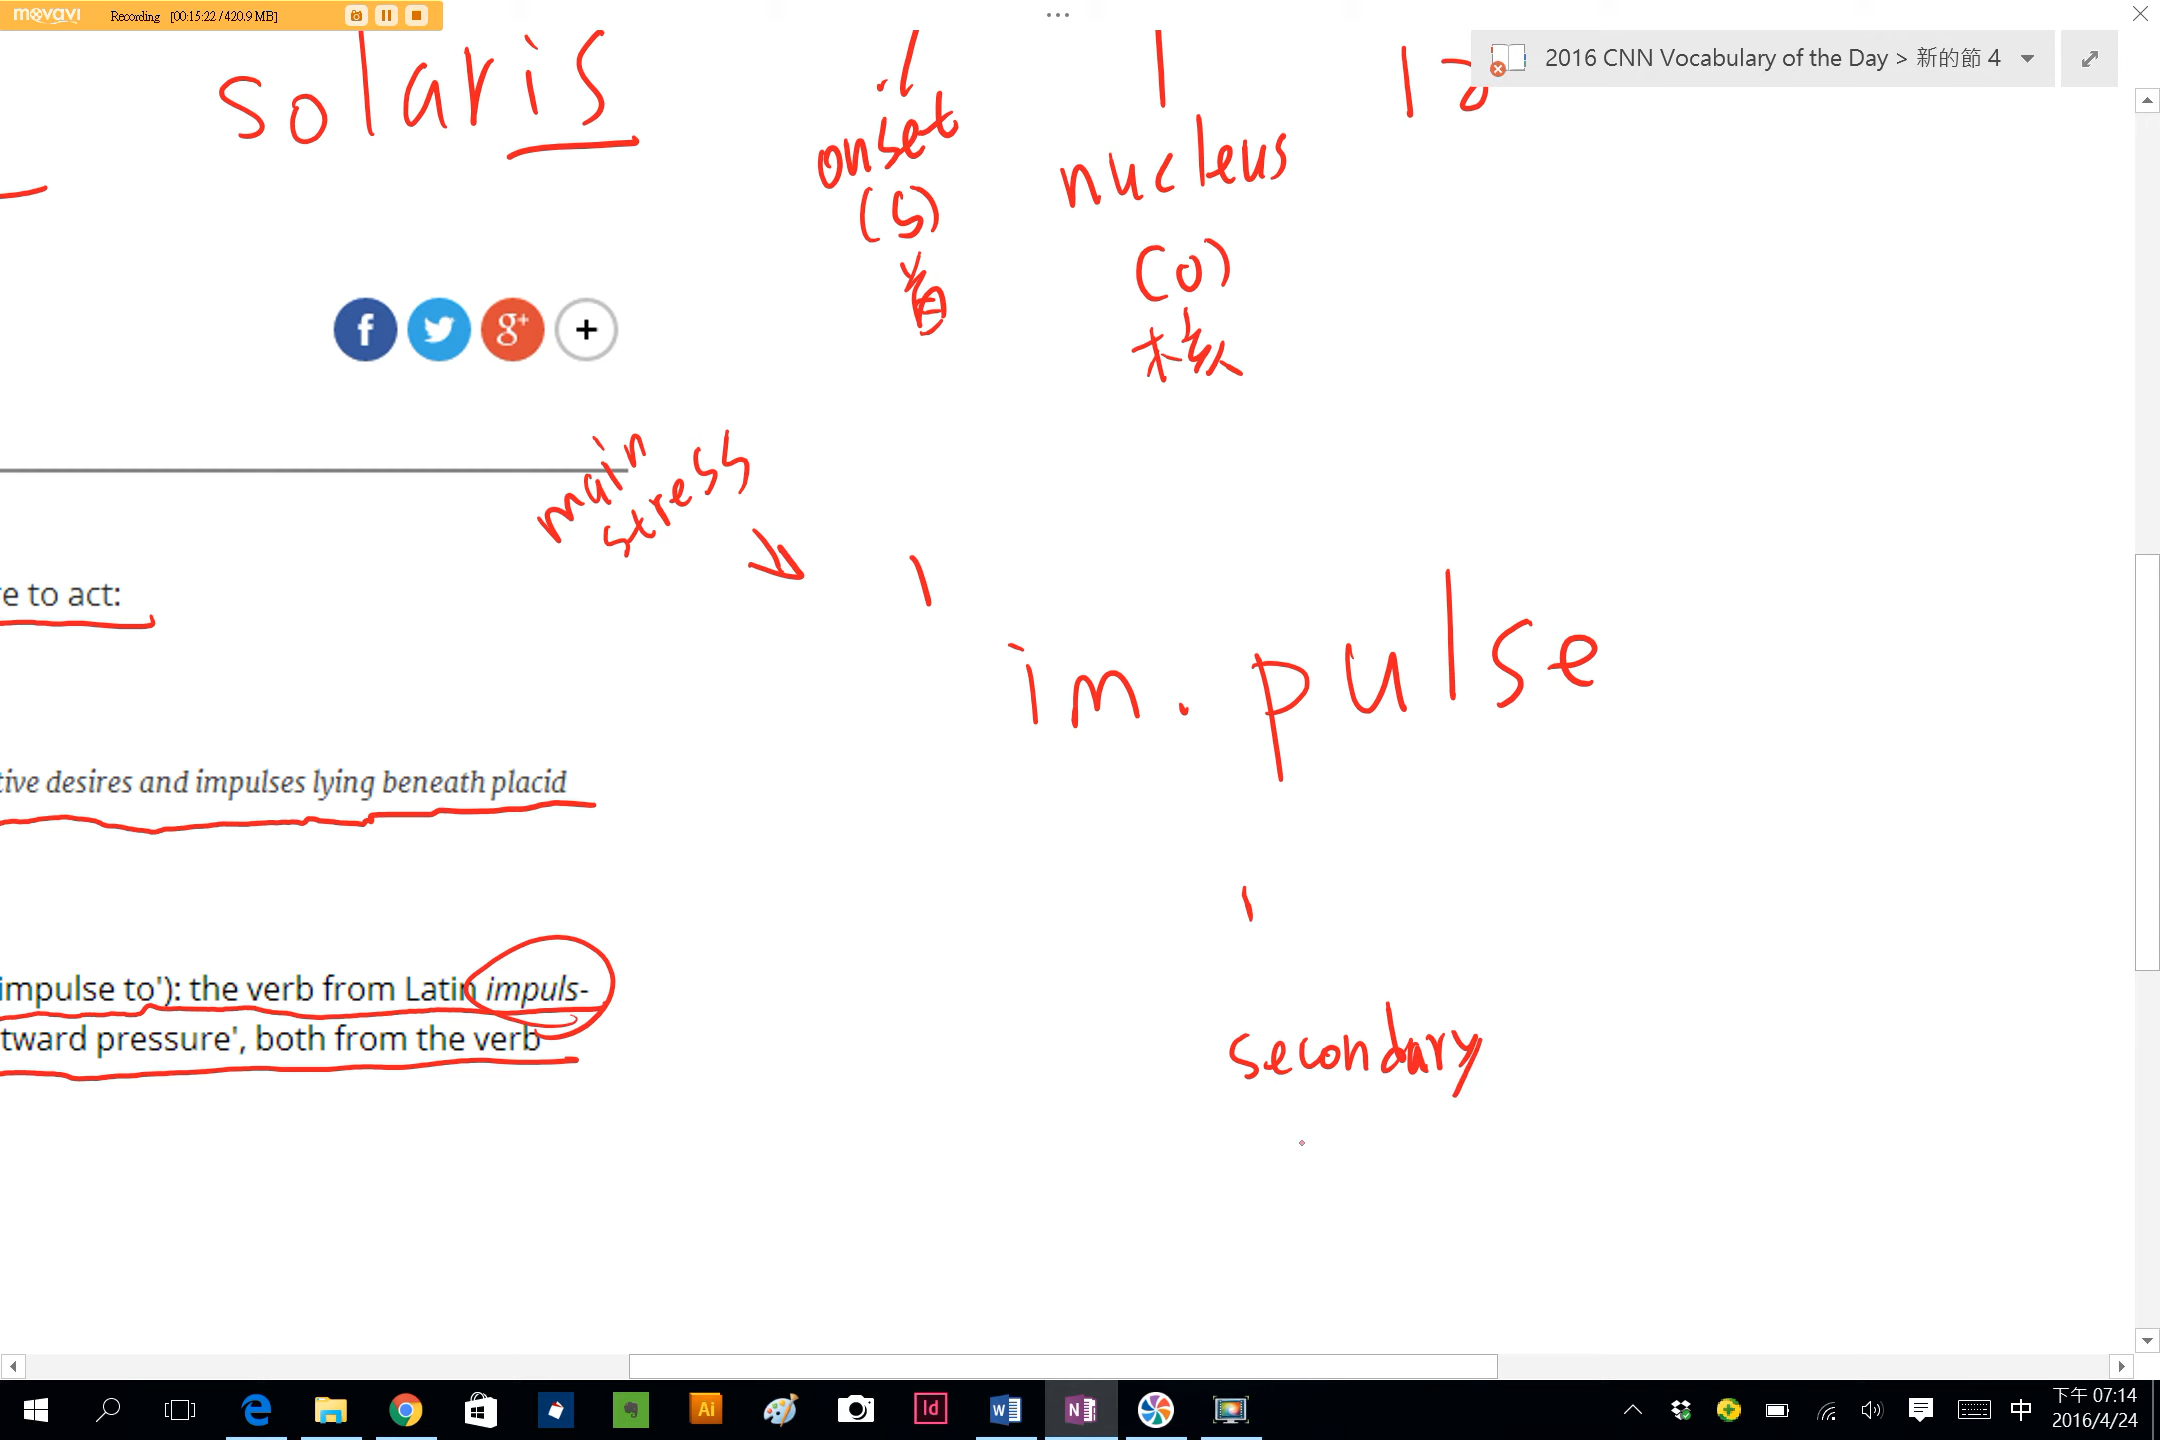 movavi
Recording [00:15:22 / 420.9 MB]
2016 CNN Vocabulary of the Day > 新的節 4
solaris
onset
(s)
首
nucleus
(o)
核
f
g+
+
main
stress
re to act:
im.pulse
tive desires and impulses lying beneath placid
impulse to'): the verb from Latin impuls-
tward pressure', both from the verb
secondary
Ai
Id
W
N
中
下午 07:14
2016/4/24